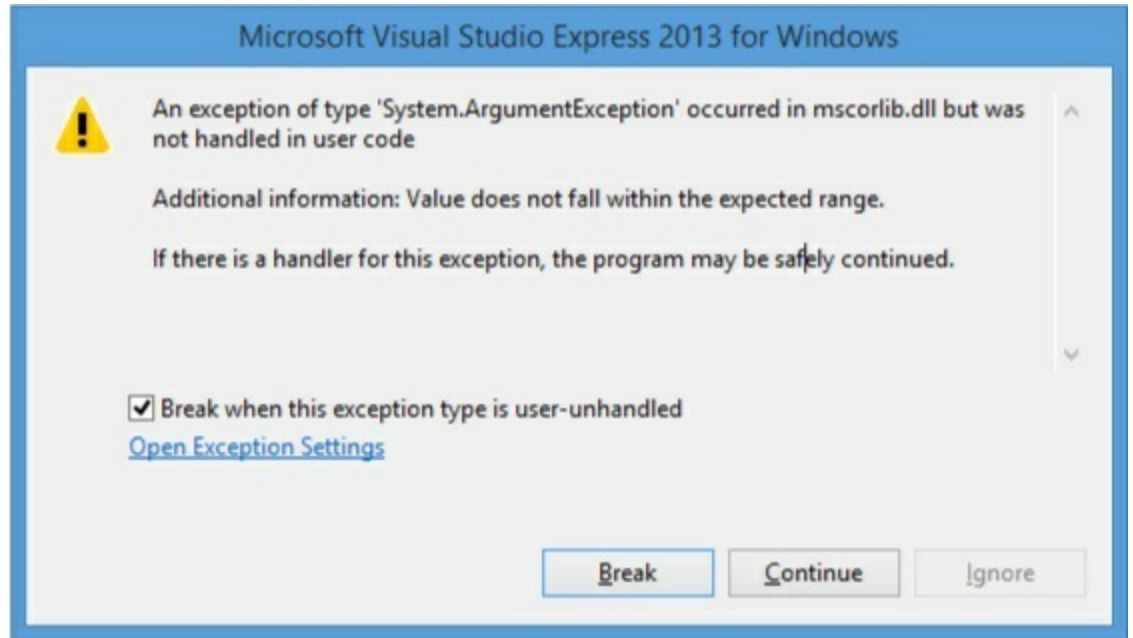 Microsoft Visual Studio Express 2013 for Windows
An exception of type 'System.ArgumentException' occurred in mscorlib.dll but was
not handled in user code
Additional information: Value does not fall within the expected range.
If there is a handler for this exception, the program may be safely continued.
Break when this exception type is user-unhandled
Open Exception Settings
Break
Continue
Ignore